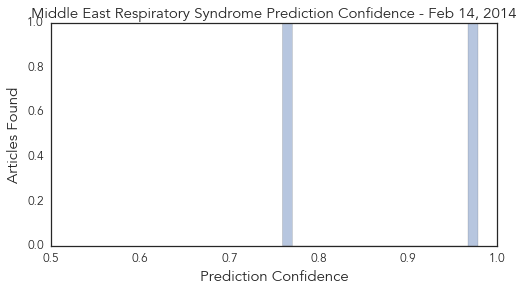 Middle East Respiratory Syndrome Prediction Confidence - Feb 14, 2014
1.0
0.8
0.6
0.4
0.2
0.0
Articles Found
0.5 0.6 0.7 0.8 0.9 1.0
Prediction Confidence